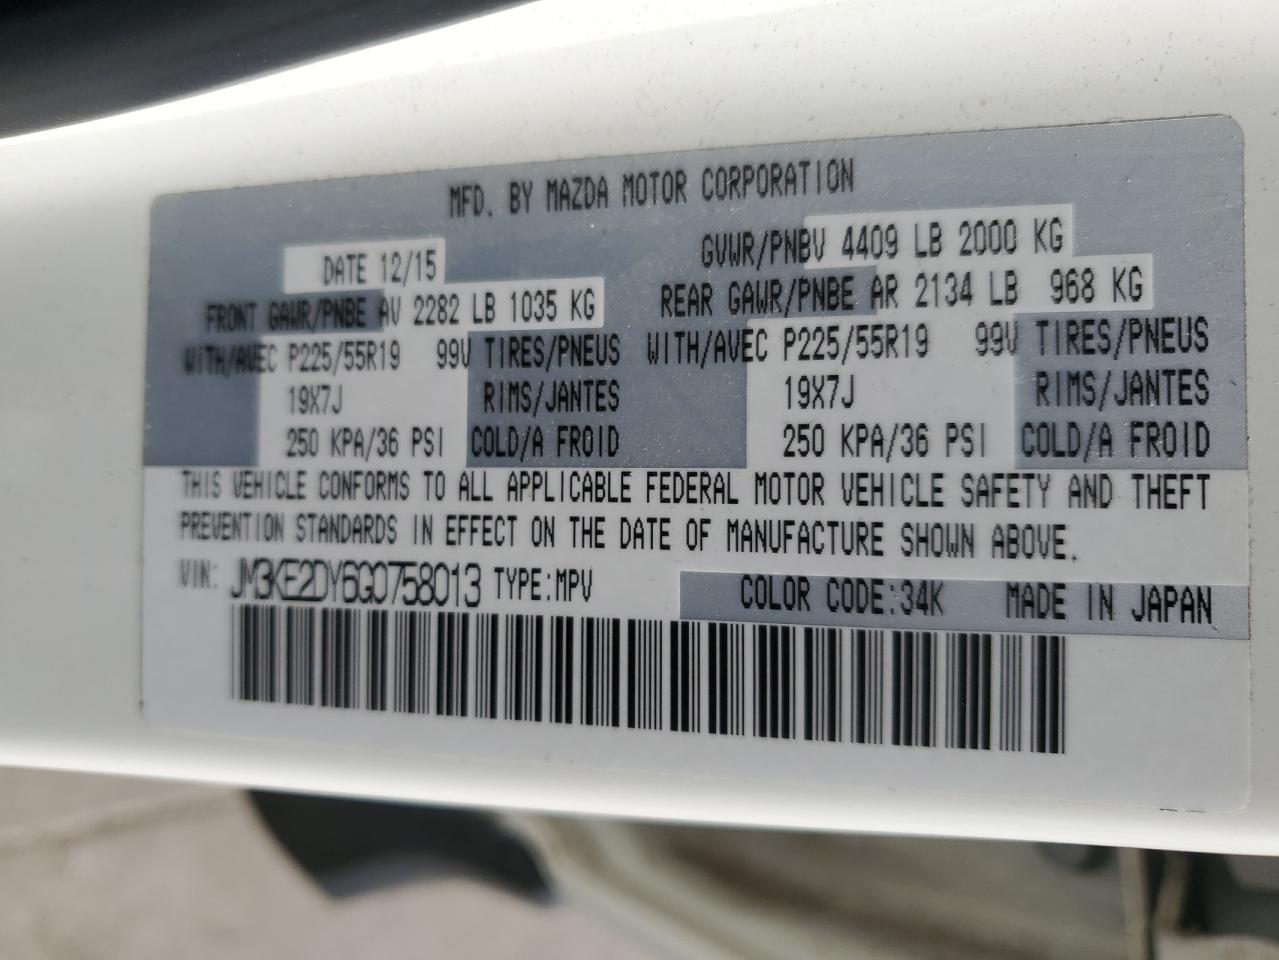 MFD. BY MAZDA MOTOR CORPORATION
DATE 12/15 GVWR/PNBV 4409 LB 2000 KG
FRONT GAWR/PNBE AV 2282 LB 1035 KG REAR GAWR/PNBE AR 2134 LB 968 KG
WITH/AVEC P225/55R19 99V TIRES/PNEUS WITH/AVEC P225/55R19 99V TIRES/PNEUS
19X7J RIMS/JANTES 19X7J RIMS/JANTES
250 KPA/36 PSI COLD/A FROID 250 KPA/36 PSI COLD/A FROID
THIS VEHICLE CONFORMS TO ALL APPLICABLE FEDERAL MOTOR VEHICLE SAFETY AND THEFT
PREVENTION STANDARDS IN EFFECT ON THE DATE OF MANUFACTURE SHOWN ABOVE.
VIN: JM3KE2DY6G0758013 TYPE:MPV COLOR CODE:34K MADE IN JAPAN